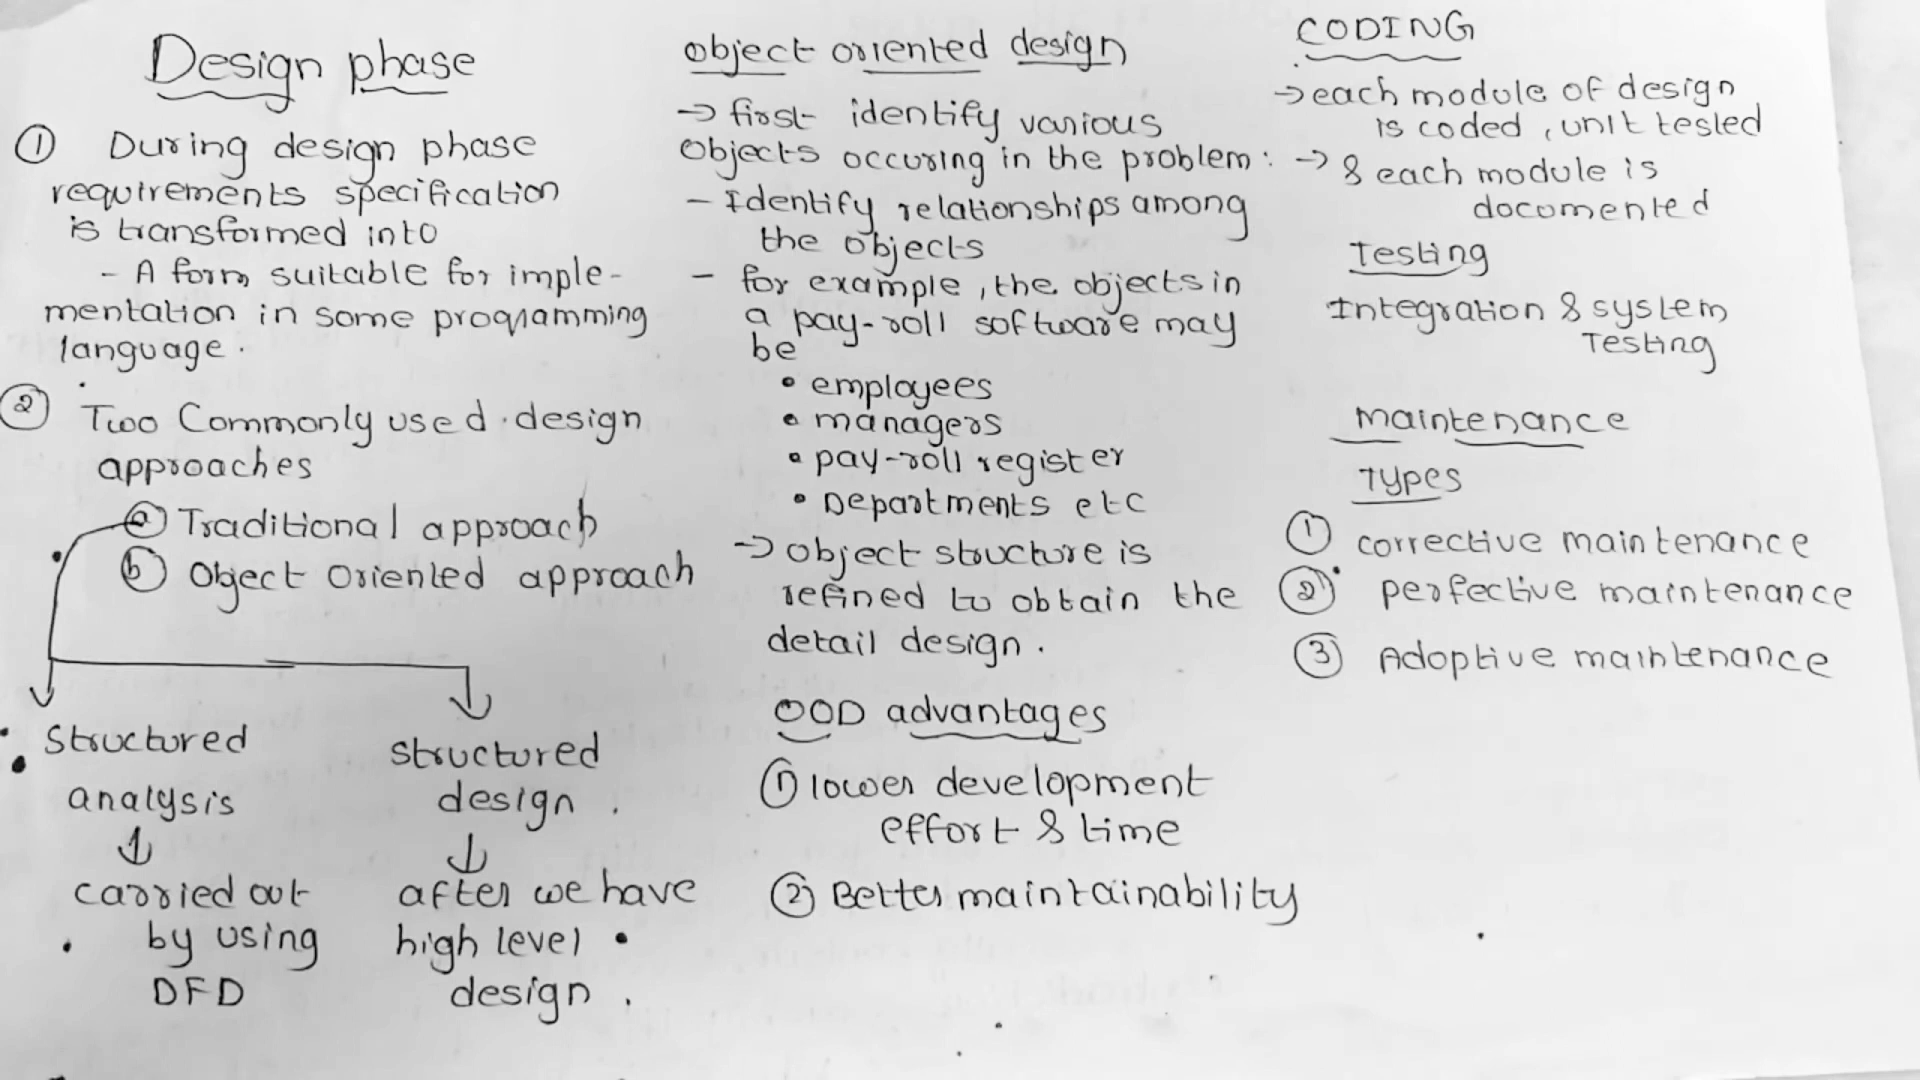 Design phase
① During design phase
requirements specification
is transformed into
- A form suitable for imple-
mentation in some programming
language.
② Two Commonly used design
approaches
ⓐ Traditional approach
ⓑ Object Oriented approach
Structured
analysis
↓
carried out
by using
DFD
structured
design.
↓
after we have
high level
design.
object oriented design
→ first identify various
Objects occuring in the problem:
- Identify relationships among
the objects
- for example, the objects in
a pay-roll software may
be
• employees
• managers
• pay-roll register
• Departments etc
→ object structure is
refined to obtain the
detail design.
OOD advantages
① lower development
effort & time
② Better maintainability
CODING
→ each module of design
is coded, unit tested
→ & each module is
documented
Testing
Integration & system
Testing
Maintenance
Types
① corrective maintenance
② perfective maintenance
③ Adoptive maintenance